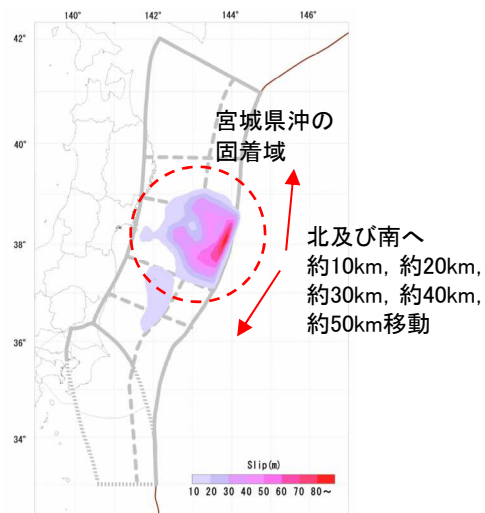 140° 142° 144° 146°
42°
40°
38°
36°
34°
宮城県沖の
固着域
北及び南へ
約10km，約20km，
約30km，約40km，
約50km移動
Slip(m)
10 20 30 40 50 60 70 80～